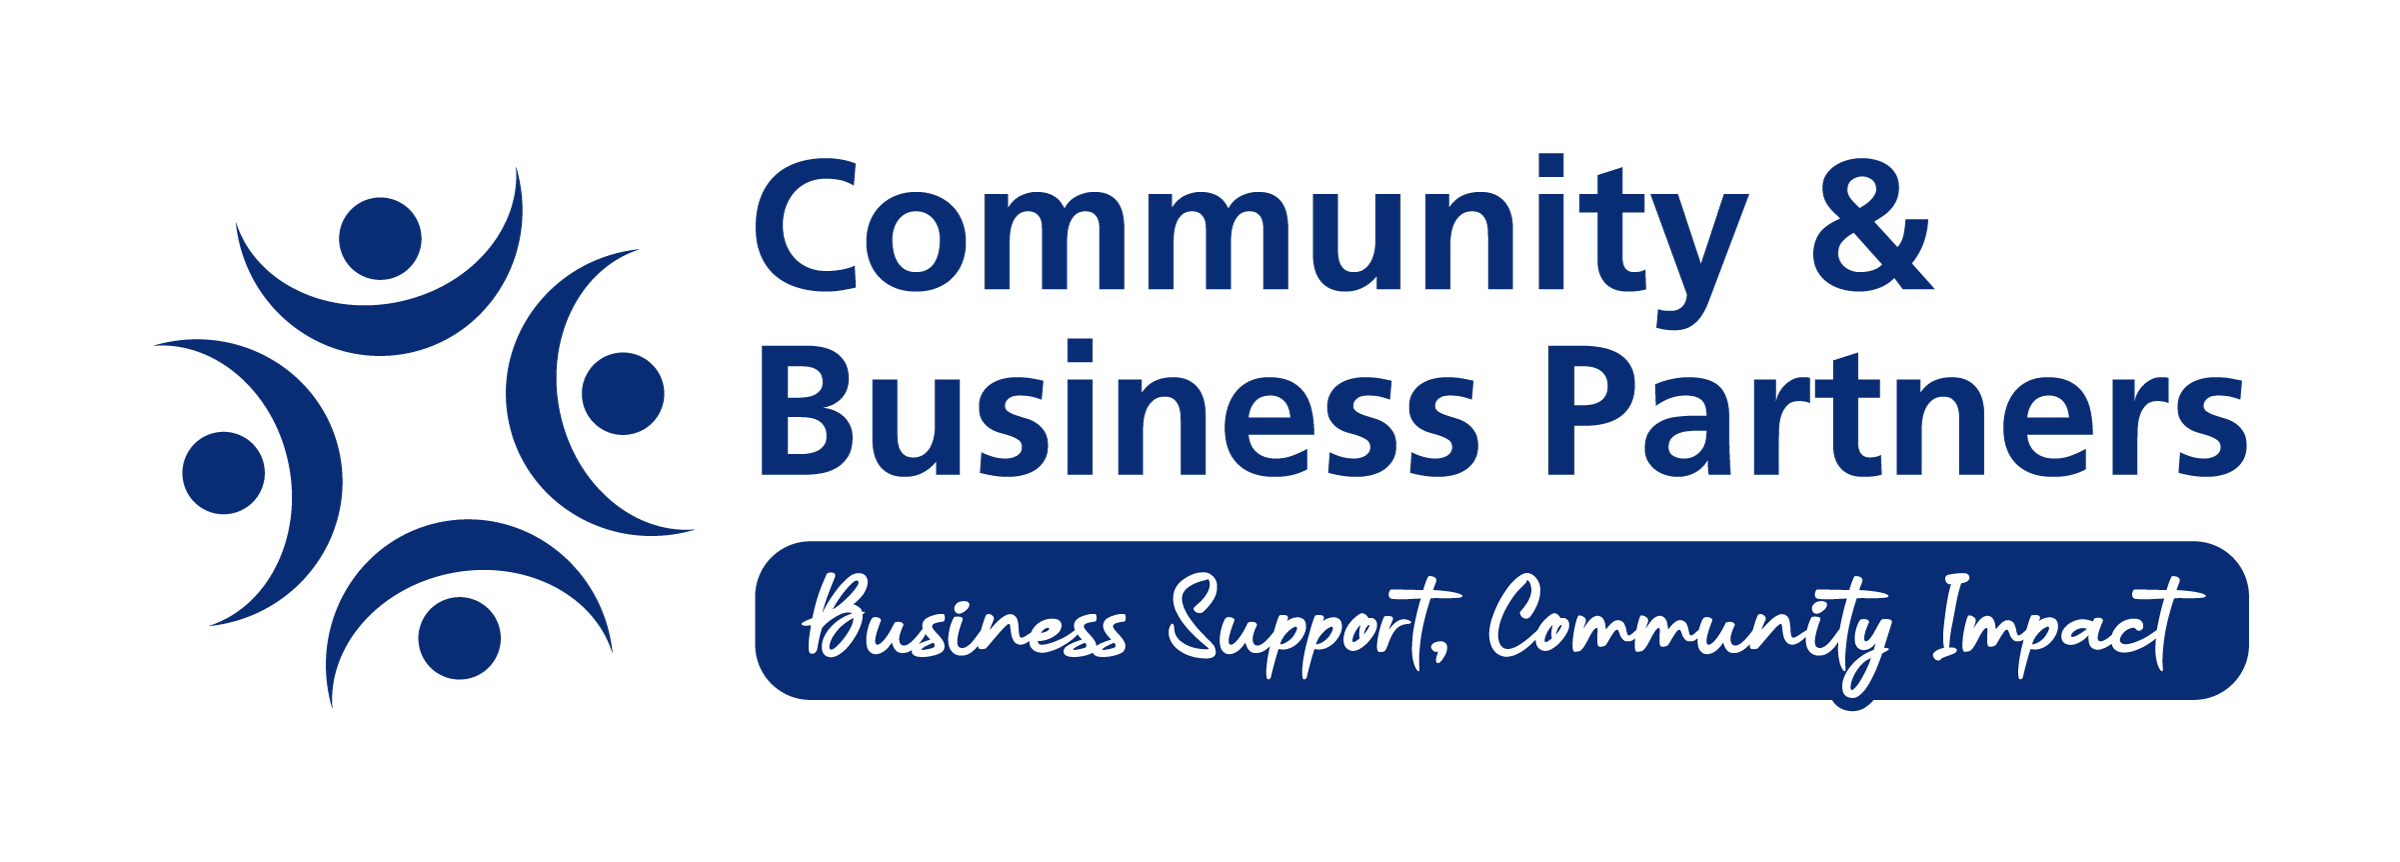 Community &
Business Partners
Business Support, Community Impact